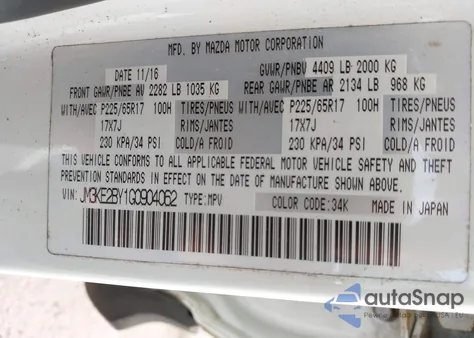 MFD. BY MAZDA MOTOR CORPORATION
DATE 11/16 GVWR/PNBV 4409 LB 2000 KG
FRONT GAWR/PNBE AV 2282 LB 1035 KG REAR GAWR/PNBE AR 2134 LB 968 KG
WITH/AVEC P225/65R17 100H TIRES/PNEUS WITH/AVEC P225/65R17 100H TIRES/PNEUS
17X7J RIMS/JANTES 17X7J RIMS/JANTES
230 KPA/34 PSI COLD/A FROID 230 KPA/34 PSI COLD/A FROID
THIS VEHICLE CONFORMS TO ALL APPLICABLE FEDERAL MOTOR VEHICLE SAFETY AND THEFT
PREVENTION STANDARDS IN EFFECT ON THE DATE OF MANUFACTURE SHOWN ABOVE.
VIN: JM3KE2BY1G0904062 TYPE:MPV COLOR CODE:34K MADE IN JAPAN
autoSnap